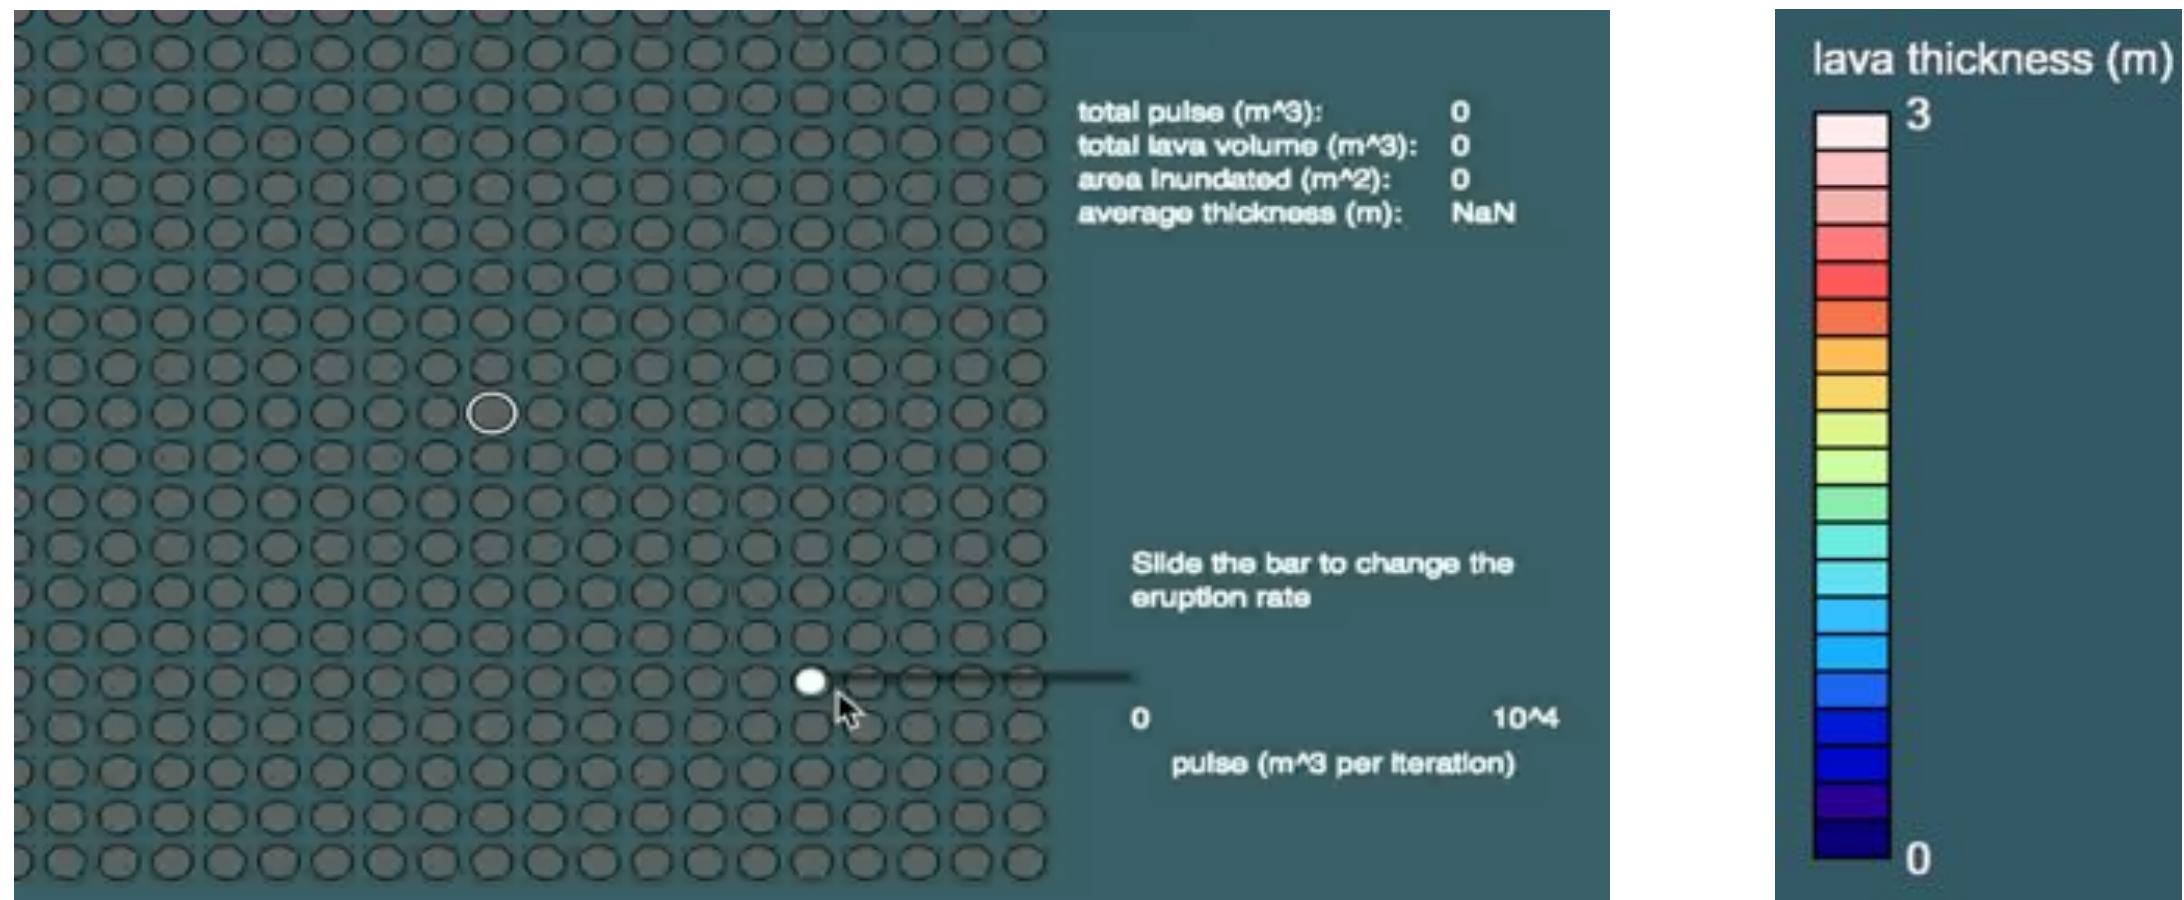 total pulse (m^3): 0
total lava volume (m^3): 0
area inundated (m^2): 0
average thickness (m): NaN
Slide the bar to change the
eruption rate
0 10^4
pulse (m^3 per iteration)
lava thickness (m)
3
0